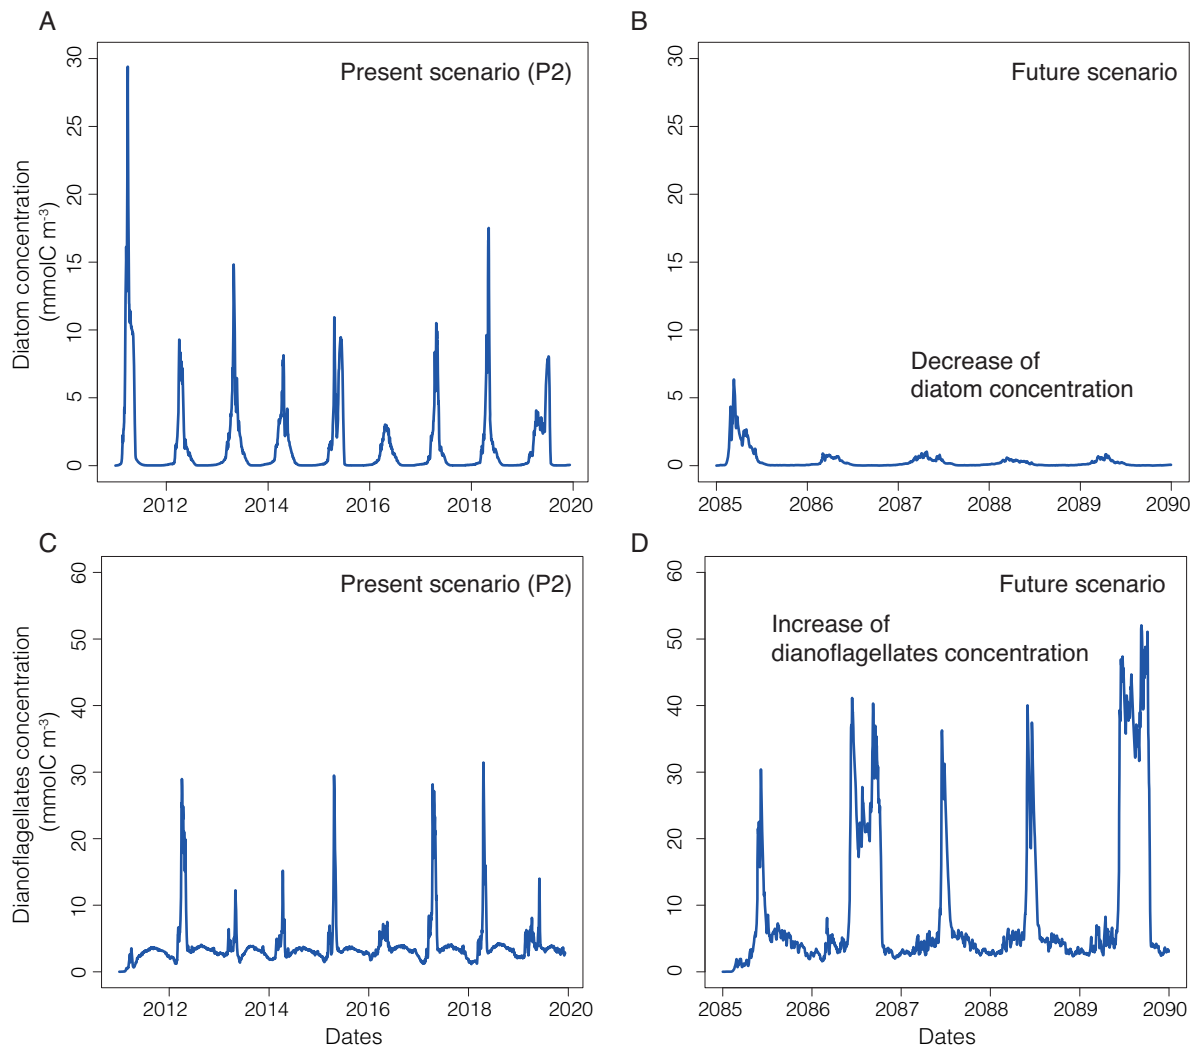 A
Present scenario (P2)
Diatom concentration
(mmolC m-3)
30
25
20
15
10
5
0
2012
2014
2016
2018
2020
B
Future scenario
Decrease of
diatom concentration
30
25
20
15
10
5
0
2085
2086
2087
2088
2089
2090
C
Present scenario (P2)
Dianoflagellates concentration
(mmolC m-3)
60
50
40
30
20
10
0
2012
2014
2016
2018
2020
Dates
D
Future scenario
Increase of
dianoflagellates concentration
60
50
40
30
20
10
0
2085
2086
2087
2088
2089
2090
Dates